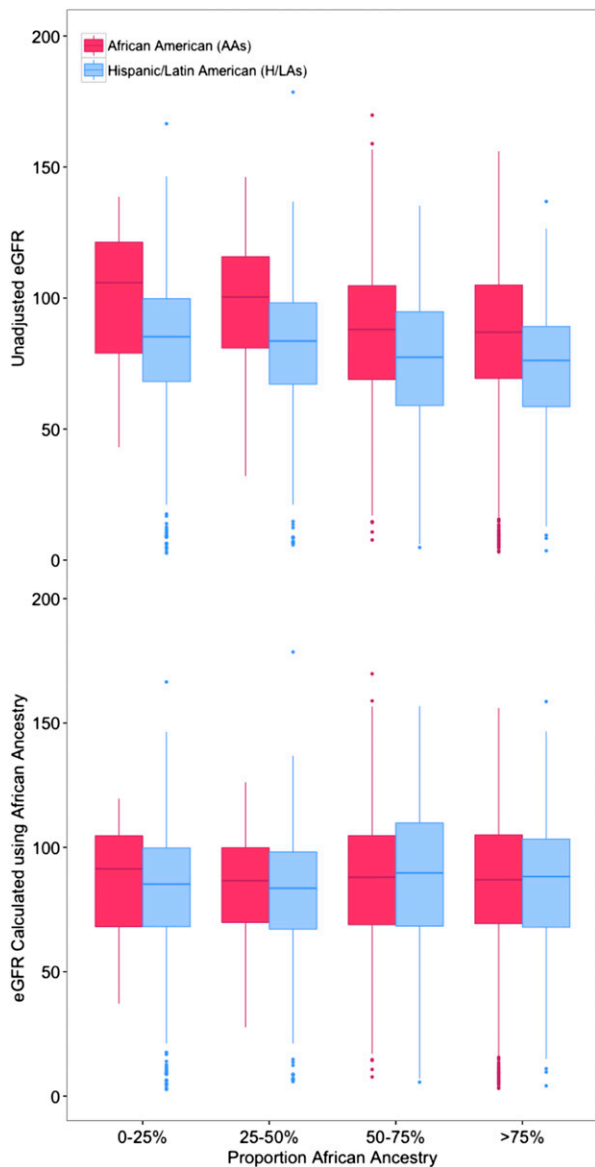 200
African American (AAs)
Hispanic/Latin American (H/LAs)
150
Unadjusted eGFR
100
50
0
200
150
eGFR Calculated using African Ancestry
100
50
0
0-25%
25-50%
50-75%
>75%
Proportion African Ancestry